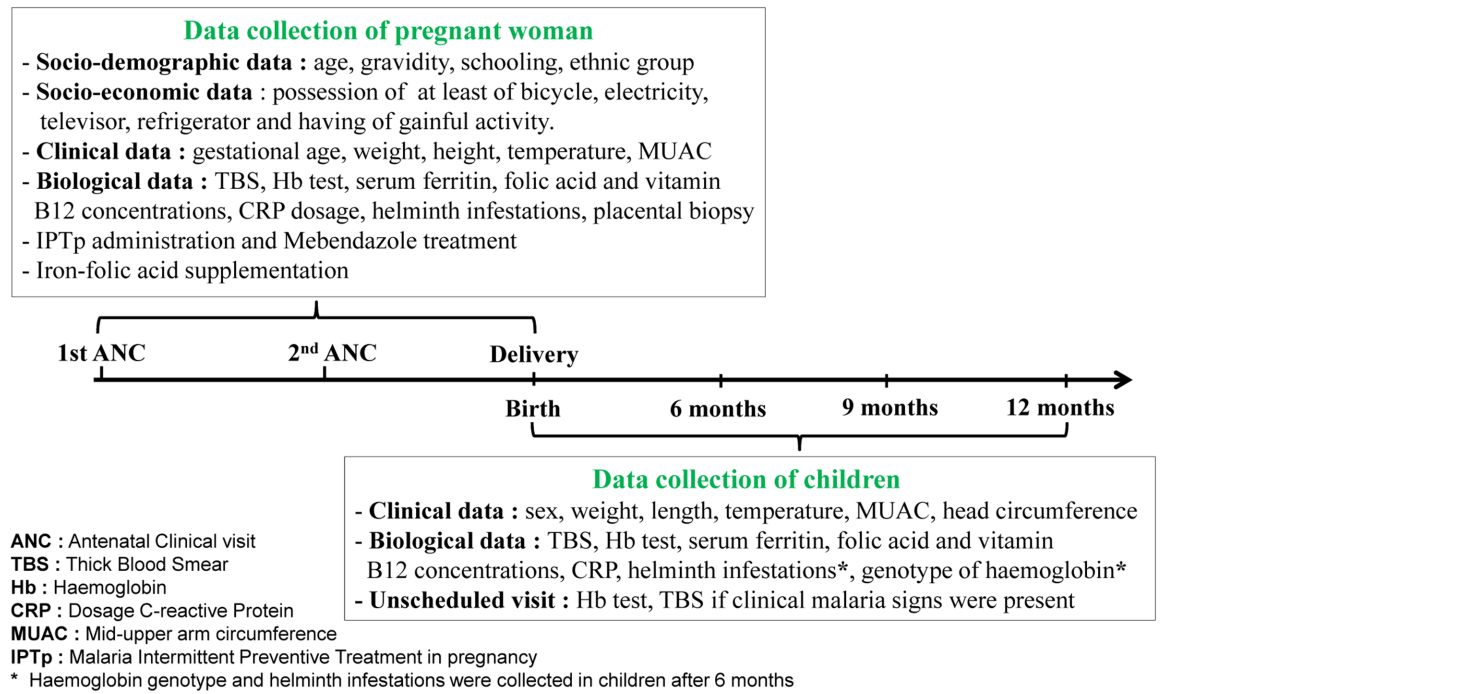 Data collection of pregnant woman
- Socio-demographic data : age, gravidity, schooling, ethnic group
- Socio-economic data : possession of at least of bicycle, electricity,
televisor, refrigerator and having of gainful activity.
- Clinical data : gestational age, weight, height, temperature, MUAC
- Biological data : TBS, Hb test, serum ferritin, folic acid and vitamin
B12 concentrations, CRP dosage, helminth infestations, placental biopsy
- IPTp administration and Mebendazole treatment
- Iron-folic acid supplementation
1st ANC
2nd ANC
Delivery
Birth
6 months
9 months
12 months
Data collection of children
- Clinical data : sex, weight, length, temperature, MUAC, head circumference
- Biological data : TBS, Hb test, serum ferritin, folic acid and vitamin
B12 concentrations, CRP, helminth infestations*, genotype of haemoglobin*
- Unscheduled visit : Hb test, TBS if clinical malaria signs were present
ANC : Antenatal Clinical visit
TBS : Thick Blood Smear
Hb : Haemoglobin
CRP : Dosage C-reactive Protein
MUAC : Mid-upper arm circumference
IPTp : Malaria Intermittent Preventive Treatment in pregnancy
* Haemoglobin genotype and helminth infestations were collected in children after 6 months